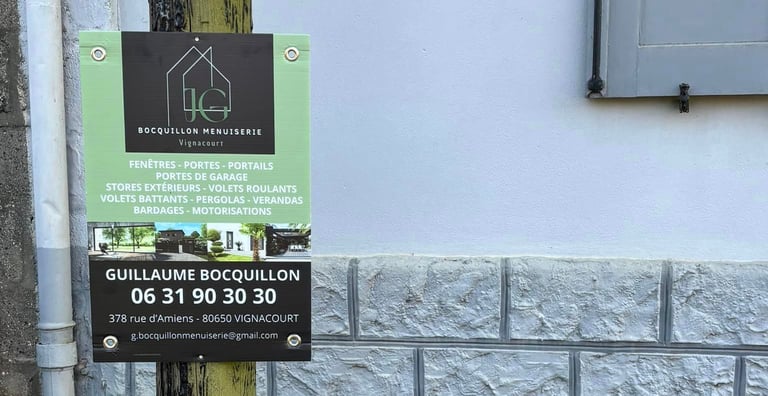 JG
BOCQUILLON MENUISERIE
Vignacourt
FENÊTRES - PORTES - PORTAILS
PORTES DE GARAGE
STORES EXTÉRIEURS - VOLETS ROULANTS
VOLETS BATTANTS - PERGOLAS - VERANDAS
BARDAGES - MOTORISATIONS
GUILLAUME BOCQUILLON
06 31 90 30 30
378 rue d'Amiens - 80650 VIGNACOURT
g.bocquillonmenuiserie@gmail.com